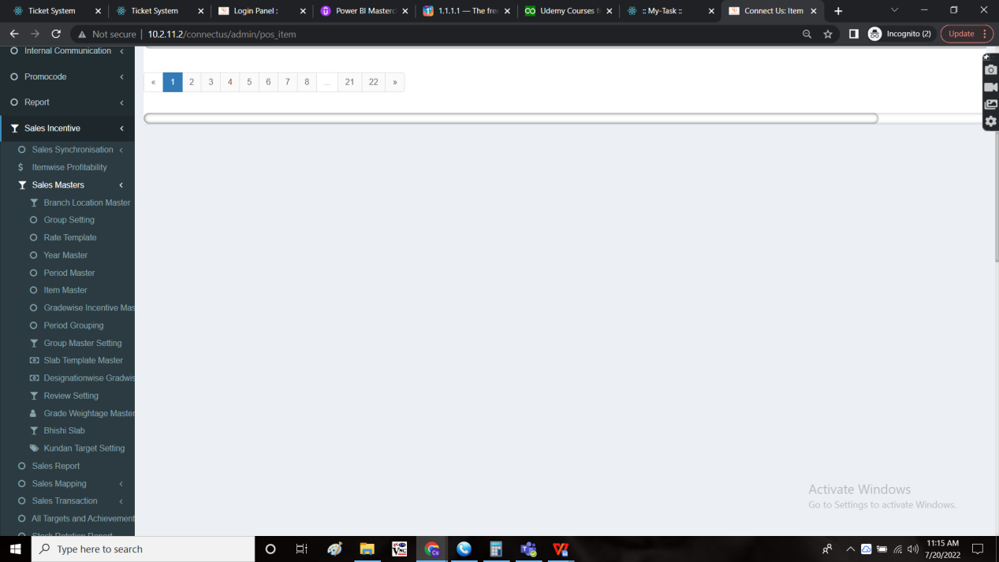 Ticket System
Ticket System
Login Panel :
Power BI Mastercl
1.1.1.1 — The free
Udemy Courses f
:: My-Task ::
Connect Us: Item
Not secure
10.2.11.2/connectus/admin/pos_item
Incognito (2)
Update
Internal Communication
Promocode
Report
Sales Incentive
Sales Synchronisation
Itemwise Profitability
Sales Masters
Branch Location Master
Group Setting
Rate Template
Year Master
Period Master
Item Master
Gradewise Incentive Mas
Period Grouping
Group Master Setting
Slab Template Master
Designationwise Gradwis
Review Setting
Grade Weightage Master
Bhishi Slab
Kundan Target Setting
Sales Report
Sales Mapping
Sales Transaction
All Targets and Achievement
Stock Rotation Report
« 1 2 3 4 5 6 7 8 ... 21 22 »
Activate Windows
Go to Settings to activate Windows.
Type here to search
11:15 AM
7/20/2022